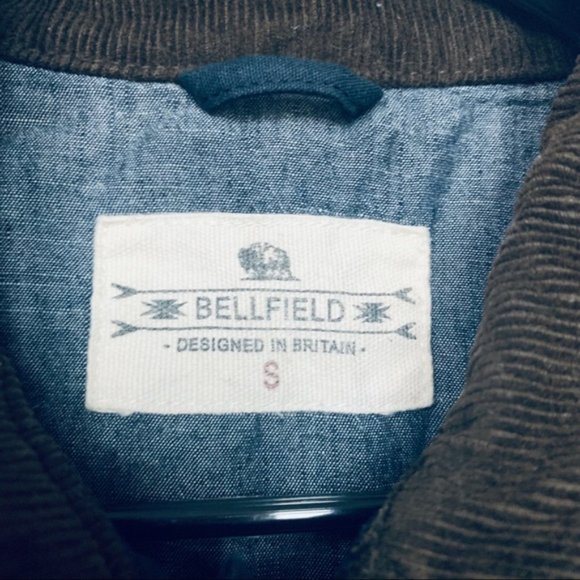 BELLFIELD
- DESIGNED IN BRITAIN -
S